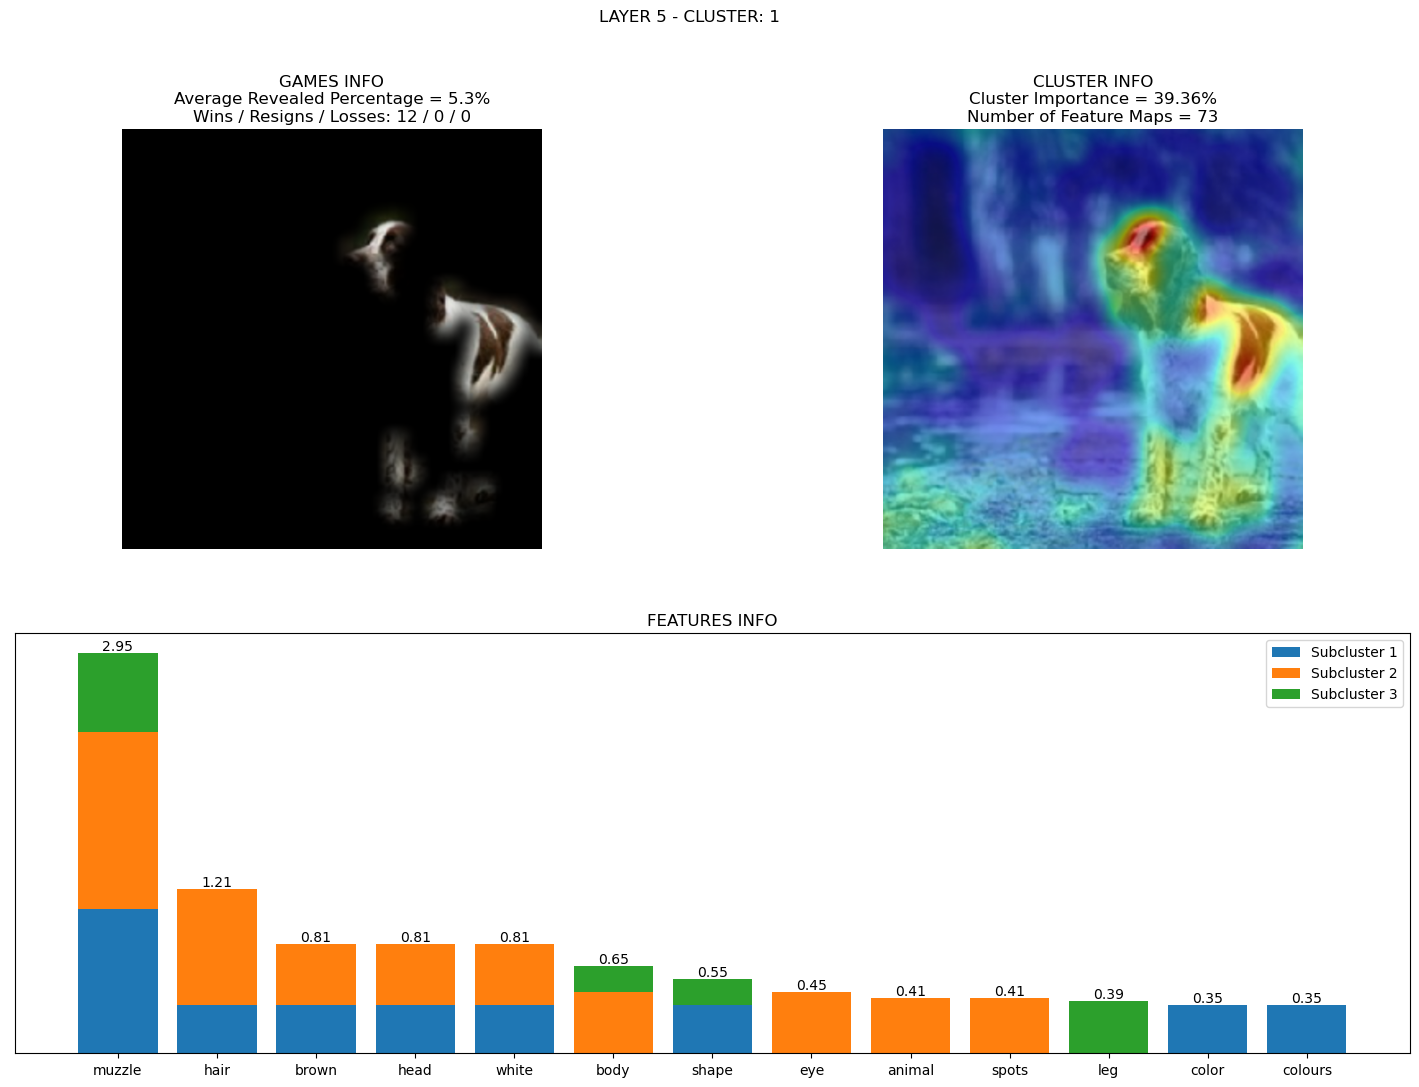 LAYER 5 - CLUSTER: 1
GAMES INFO
Average Revealed Percentage = 5.3%
Wins / Resigns / Losses: 12 / 0 / 0
CLUSTER INFO
Cluster Importance = 39.36%
Number of Feature Maps = 73
FEATURES INFO
Subcluster 1
Subcluster 2
Subcluster 3
2.95
1.21
0.81
0.81
0.81
0.65
0.55
0.45
0.41
0.41
0.39
0.35
0.35
muzzle
hair
brown
head
white
body
shape
eye
animal
spots
leg
color
colours